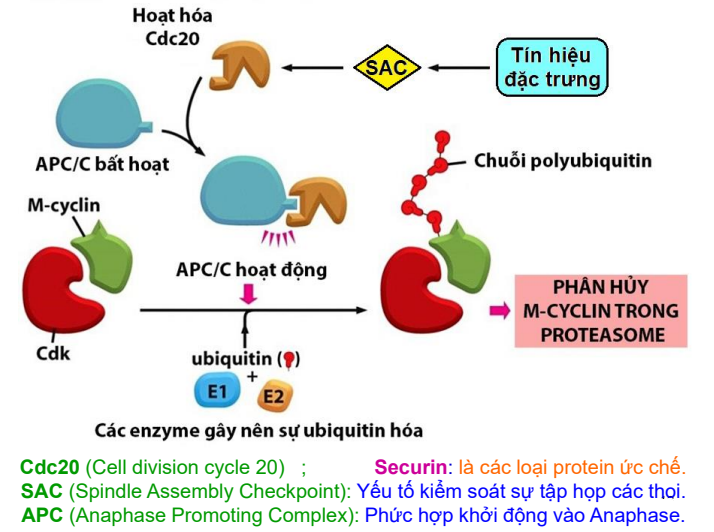 Hoạt hóa
Cdc20
SAC
Tín hiệu
đặc trưng
APC/C bất hoạt
Chuỗi polyubiquitin
M-cyclin
APC/C hoạt động
PHÂN HỦY
M-CYCLIN TRONG
PROTEASOME
Cdk
ubiquitin ( )
+
E1
E2
Các enzyme gây nên sự ubiquitin hóa
Cdc20 (Cell division cycle 20) ; Securin: là các loại protein ức chế.
SAC (Spindle Assembly Checkpoint): Yếu tố kiểm soát sự tập họp các thoi.
APC (Anaphase Promoting Complex): Phức hợp khởi động vào Anaphase.